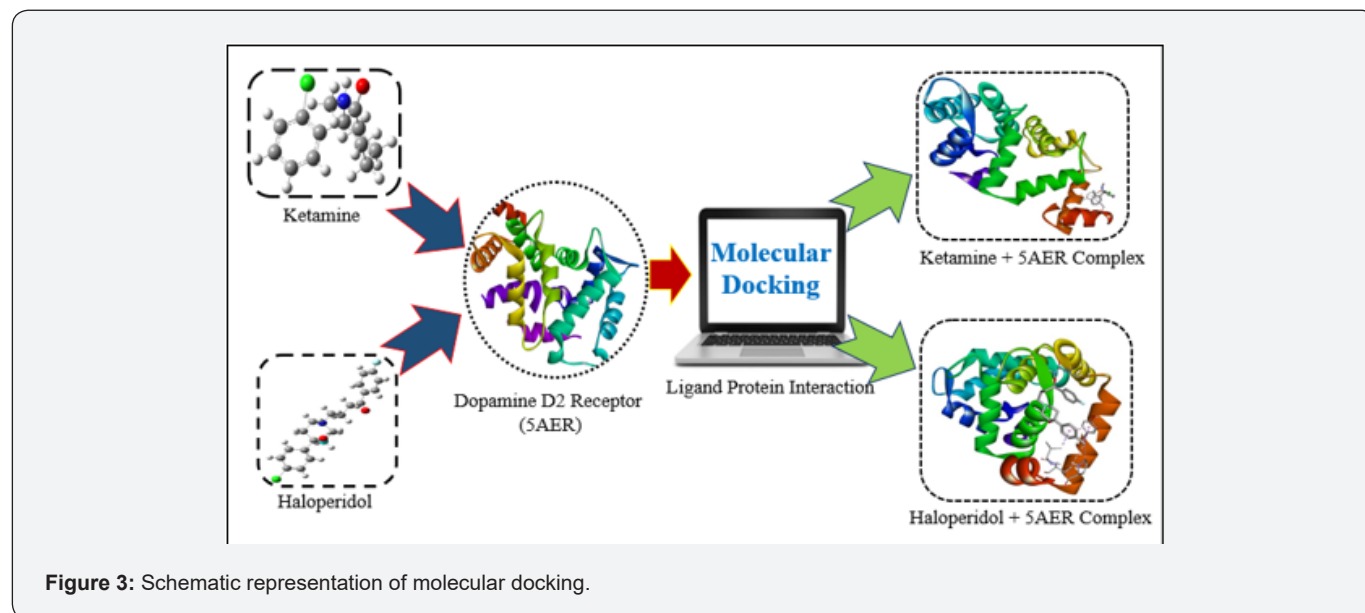 Ketamine
Haloperidol
Dopamine D2 Receptor
(5AER)
Molecular
Docking
Ligand Protein Interaction
Ketamine + 5AER Complex
Haloperidol + 5AER Complex
Figure 3: Schematic representation of molecular docking.